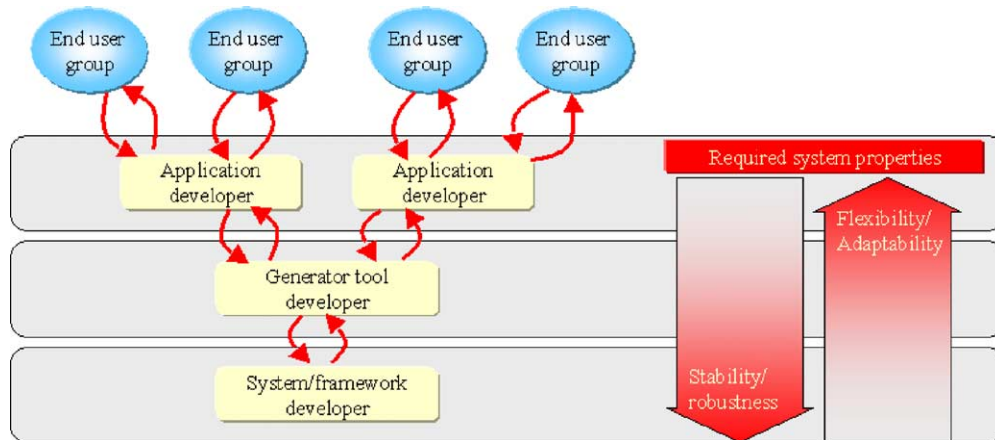 End user
group
End user
group
End user
group
End user
group
Required system properties
Application
developer
Application
developer
Flexibility/
Adaptability
Generator tool
developer
System/framework
developer
Stability/
robustness